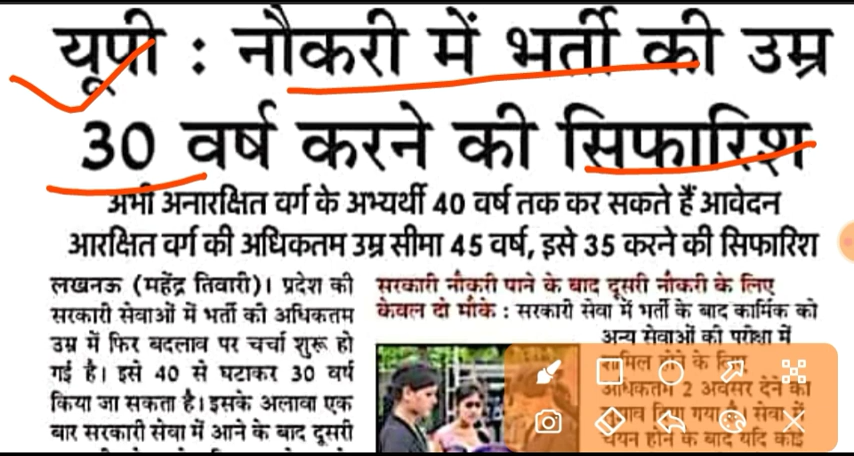 यूपी : नौकरी में भर्ती की उम्र
30 वर्ष करने की सिफारिश
अभी अनारक्षित वर्ग के अभ्यर्थी 40 वर्ष तक कर सकते हैं आवेदन
आरक्षित वर्ग की अधिकतम उम्र सीमा 45 वर्ष, इसे 35 करने की सिफारिश
लखनऊ (महेंद्र तिवारी)। प्रदेश की
सरकारी सेवाओं में भर्ती की अधिकतम
उम्र में फिर बदलाव पर चर्चा शुरू हो
गई है। इसे 40 से घटाकर 30 वर्ष
किया जा सकता है। इसके अलावा एक
बार सरकारी सेवा में आने के बाद दूसरी
सरकारी नौकरी पाने के बाद दूसरी नौकरी के लिए
केवल दो मौके : सरकारी सेवा में भर्ती के बाद कार्मिक को
अन्य सेवाओं की परीक्षा में
शामिल होने के लिए
अधिकतम 2 अवसर देने का
गया है। सेवा में
चयन होने के बाद यदि कोई